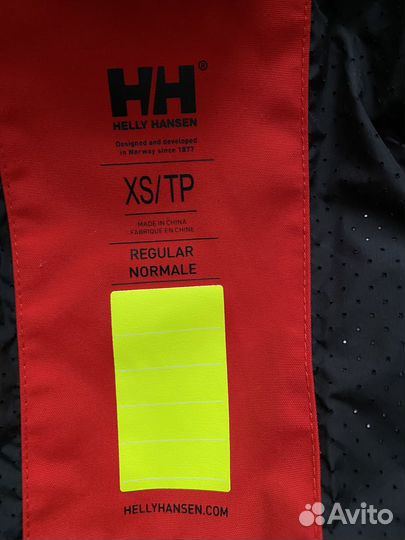 HH®
HELLY HANSEN
Designed and developed
in Norway since 1877
XS/TP
MADE IN CHINA
FABRIQUE EN CHINE
REGULAR
NORMALE
HELLYHANSEN.COM
Avito